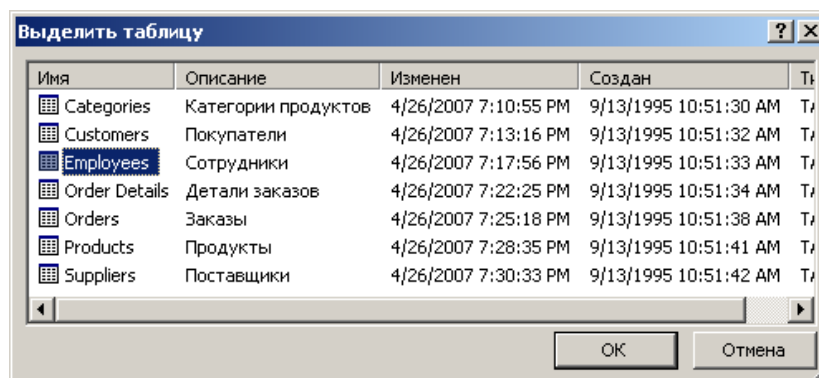 Выделить таблицу
Имя Описание Изменен Создан
Categories Категории продуктов 4/26/2007 7:10:55 PM 9/13/1995 10:51:30 AM
Customers Покупатели 4/26/2007 7:13:16 PM 9/13/1995 10:51:32 AM
Employees Сотрудники 4/26/2007 7:17:56 PM 9/13/1995 10:51:33 AM
Order Details Детали заказов 4/26/2007 7:22:25 PM 9/13/1995 10:51:34 AM
Orders Заказы 4/26/2007 7:25:18 PM 9/13/1995 10:51:38 AM
Products Продукты 4/26/2007 7:28:35 PM 9/13/1995 10:51:41 AM
Suppliers Поставщики 4/26/2007 7:30:33 PM 9/13/1995 10:51:42 AM
ОК Отмена